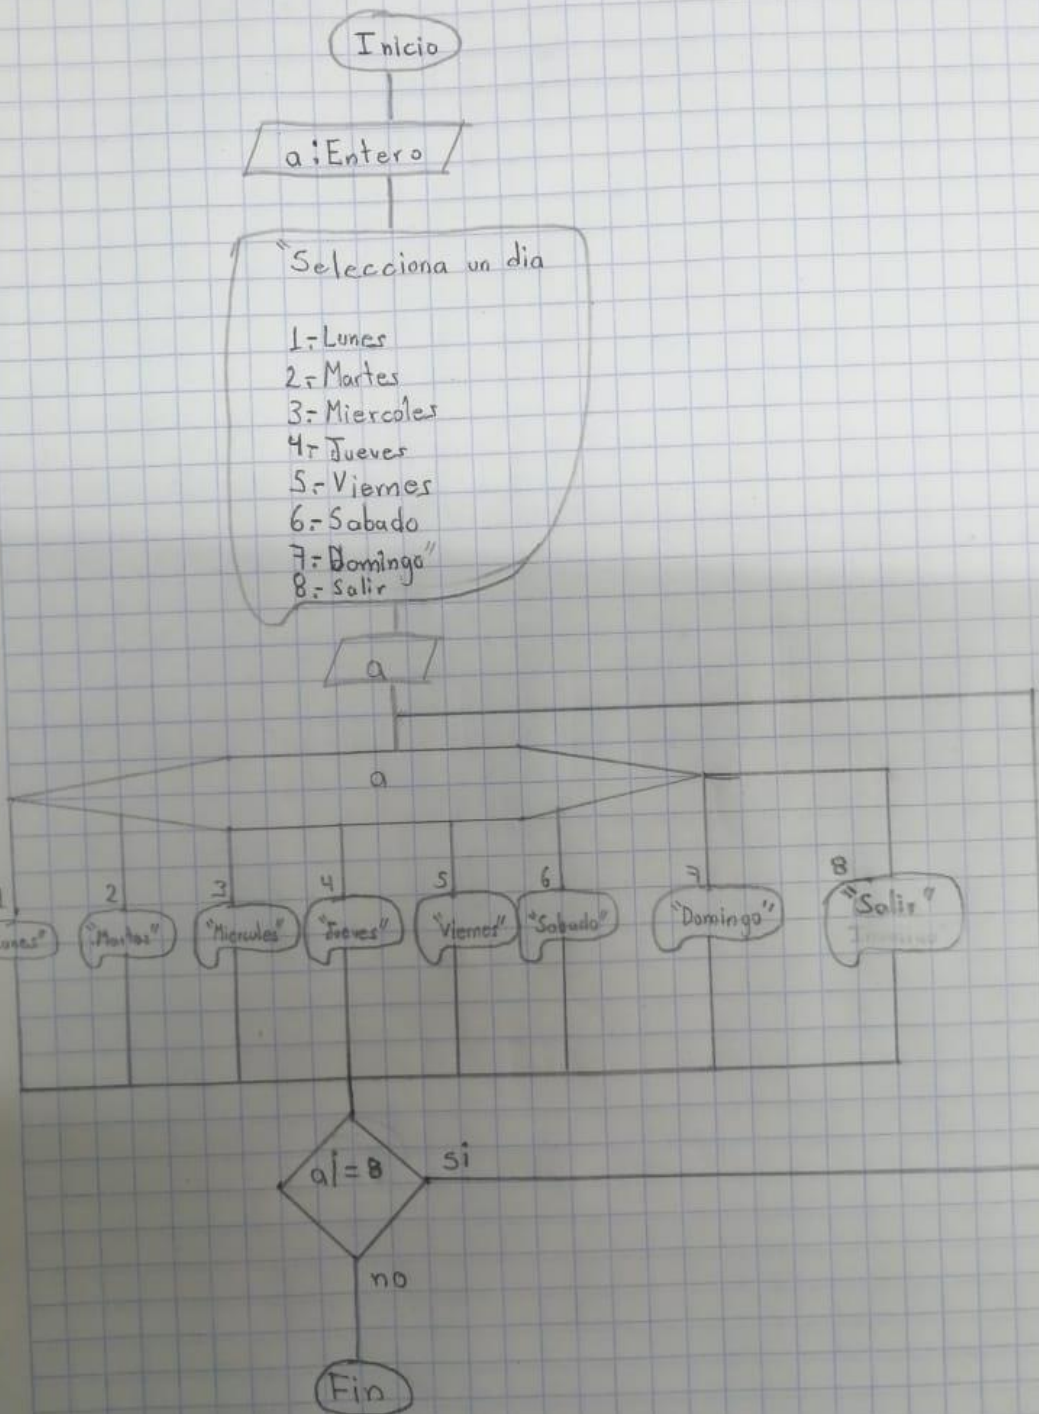 Inicio
a:Entero
"Selecciona un dia
1.- Lunes
2.- Martes
3.- Miercoles
4.- Jueves
5.- Viernes
6.- Sabado
7.- Domingo"
8.- Salir
a
a
1 2 3 4 5 6 7 8
"Martes" "Miercules" "Jueves" "Viernes" "Sabado" "Domingo" "Salir"
a¡=8
si
no
Fin